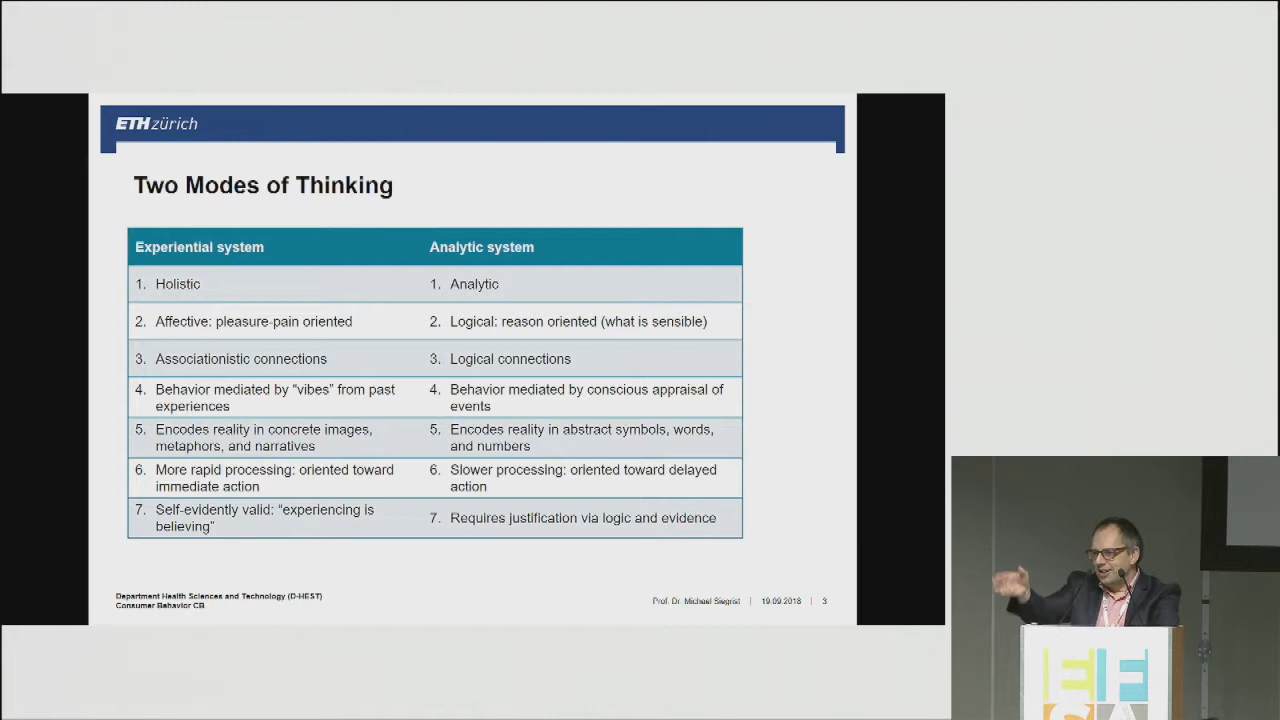 ETH zürich
Two Modes of Thinking
Experiential system Analytic system
1. Holistic 1. Analytic
2. Affective: pleasure-pain oriented 2. Logical: reason oriented (what is sensible)
3. Associationistic connections 3. Logical connections
4. Behavior mediated by "vibes" from past 4. Behavior mediated by conscious appraisal of
experiences events
5. Encodes reality in concrete images, 5. Encodes reality in abstract symbols, words,
metaphors, and narratives and numbers
6. More rapid processing: oriented toward 6. Slower processing: oriented toward delayed
immediate action action
7. Self-evidently valid: “experiencing is
believing” 7. Requires justification via logic and evidence
Department Health Sciences and Technology (D-HEST)
Consumer Behavior CB
Prof. Dr. Michael Siegrist | 19.09.2018 | 3
EF
SA